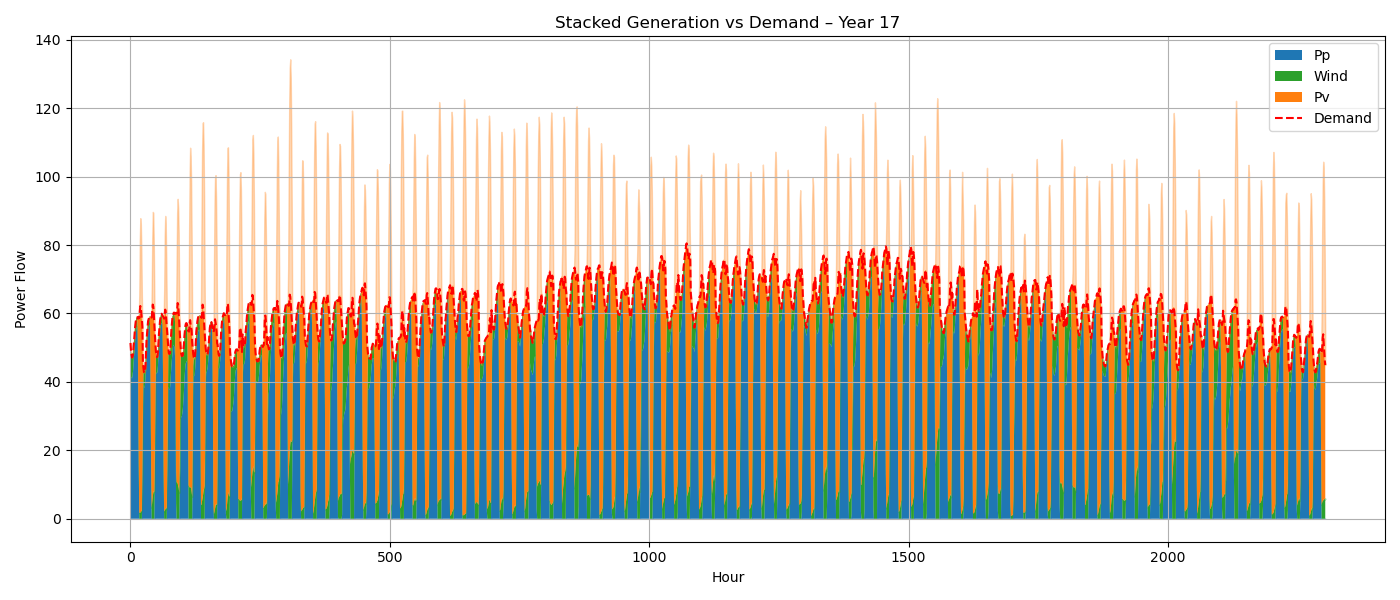 Stacked Generation vs Demand – Year 17
140
120
100
80
60
40
20
0
Power Flow
0
500
1000
1500
2000
Hour
Pp
Wind
Pv
Demand